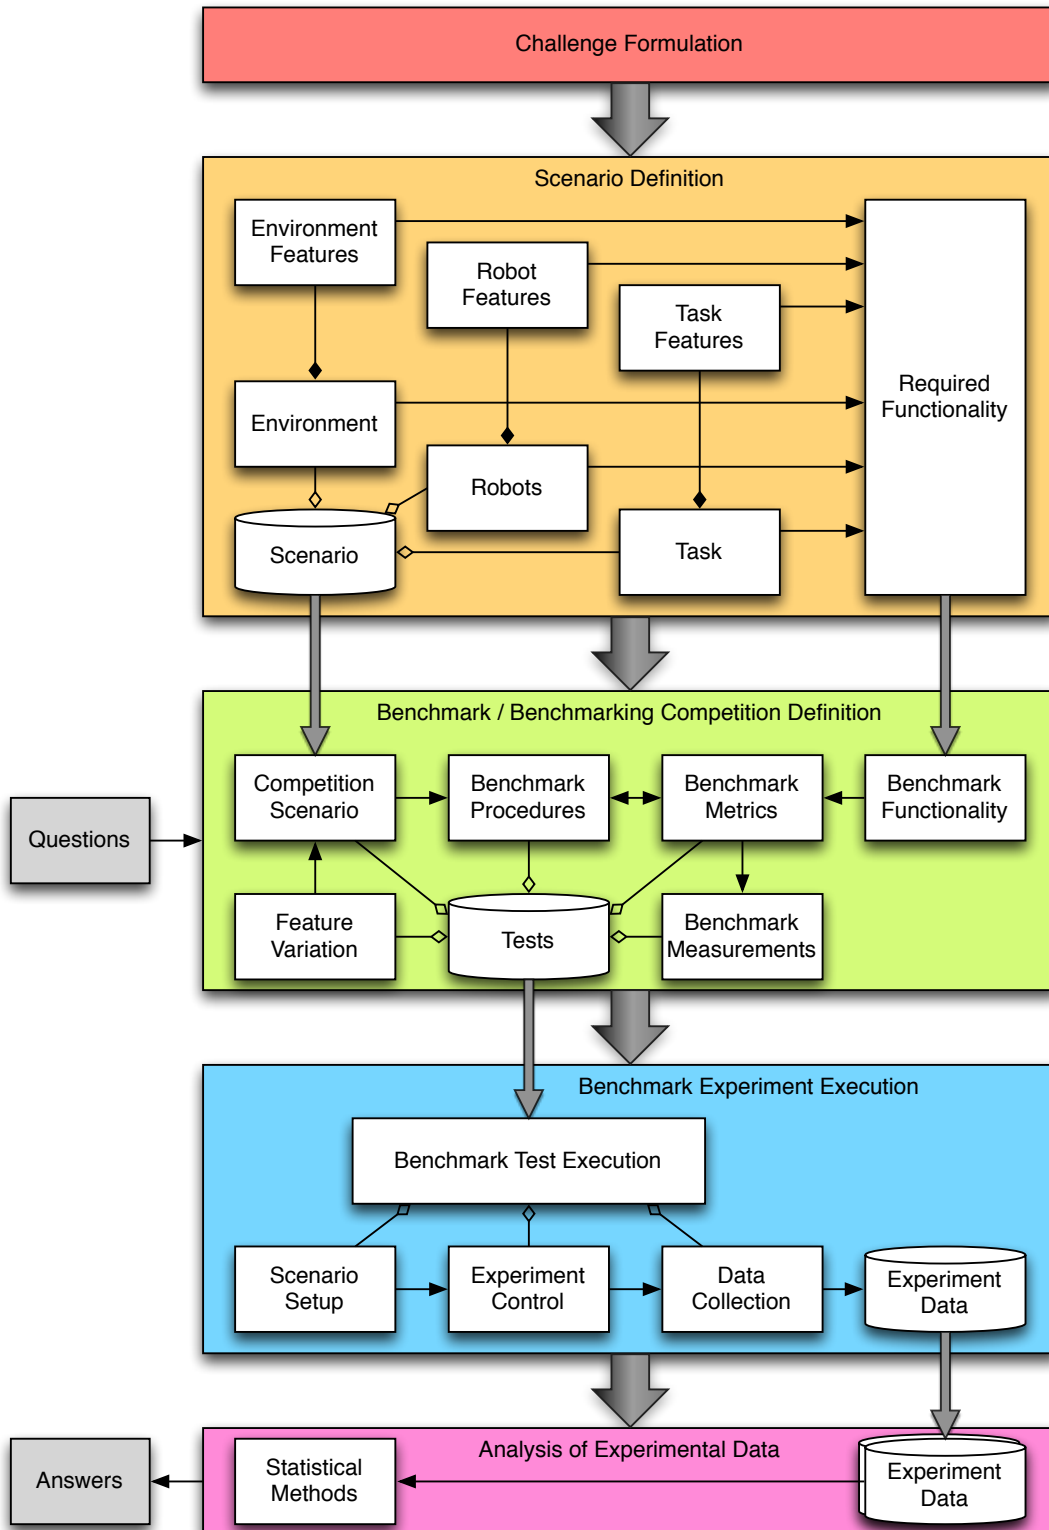 Challenge Formulation
Scenario Definition
Environment
Features
Robot
Features
Task
Features
Required
Functionality
Environment
Robots
Scenario
Task
Benchmark / Benchmarking Competition Definition
Competition
Scenario
Benchmark
Procedures
Benchmark
Metrics
Benchmark
Functionality
Questions
Feature
Variation
Tests
Benchmark
Measurements
Benchmark Experiment Execution
Benchmark Test Execution
Scenario
Setup
Experiment
Control
Data
Collection
Experiment
Data
Analysis of Experimental Data
Answers
Statistical
Methods
Experiment
Data